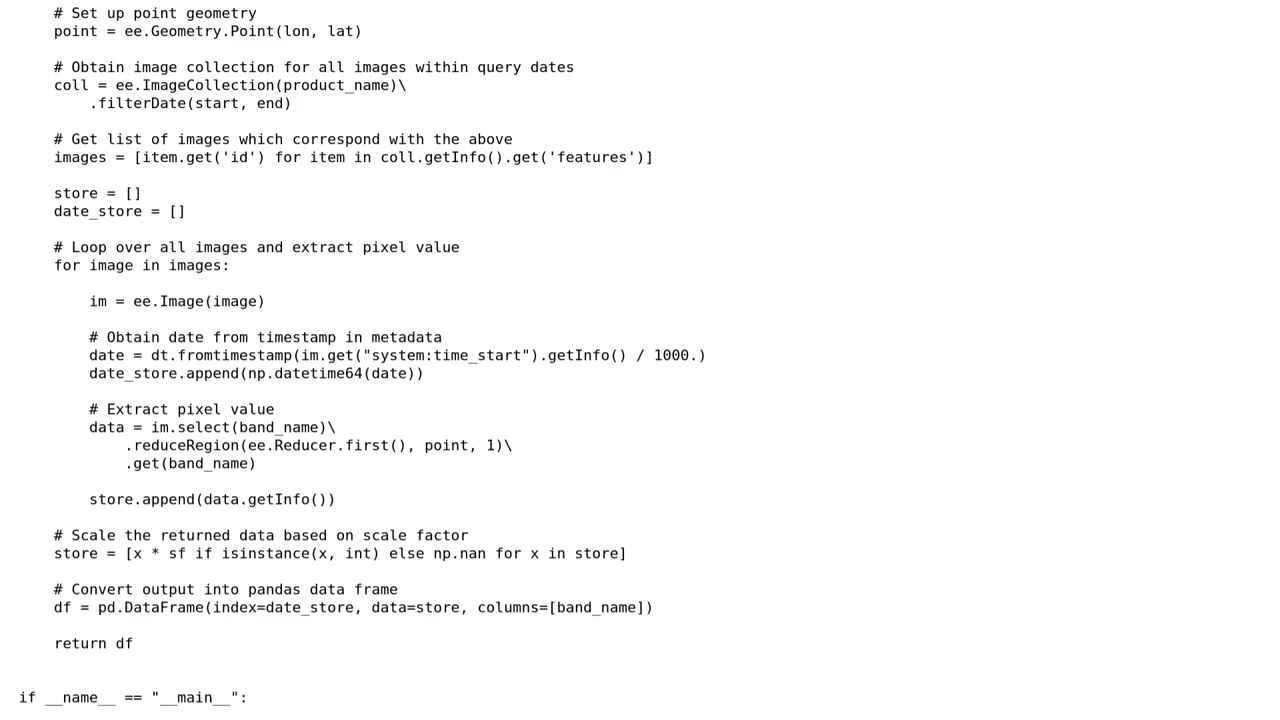 # Set up point geometry
point = ee.Geometry.Point(lon, lat)
# Obtain image collection for all images within query dates
coll = ee.ImageCollection(product_name)\
.filterDate(start, end)
# Get list of images which correspond with the above
images = [item.get('id') for item in coll.getInfo().get('features')]
store = []
date_store = []
# Loop over all images and extract pixel value
for image in images:
im = ee.Image(image)
# Obtain date from timestamp in metadata
date = dt.fromtimestamp(im.get("system:time_start").getInfo() / 1000.)
date_store.append(np.datetime64(date))
# Extract pixel value
data = im.select(band_name)\
.reduceRegion(ee.Reducer.first(), point, 1)\
.get(band_name)
store.append(data.getInfo())
# Scale the returned data based on scale factor
store = [x * sf if isinstance(x, int) else np.nan for x in store]
# Convert output into pandas data frame
df = pd.DataFrame(index=date_store, data=store, columns=[band_name])
return df
if __name__ == "__main__":